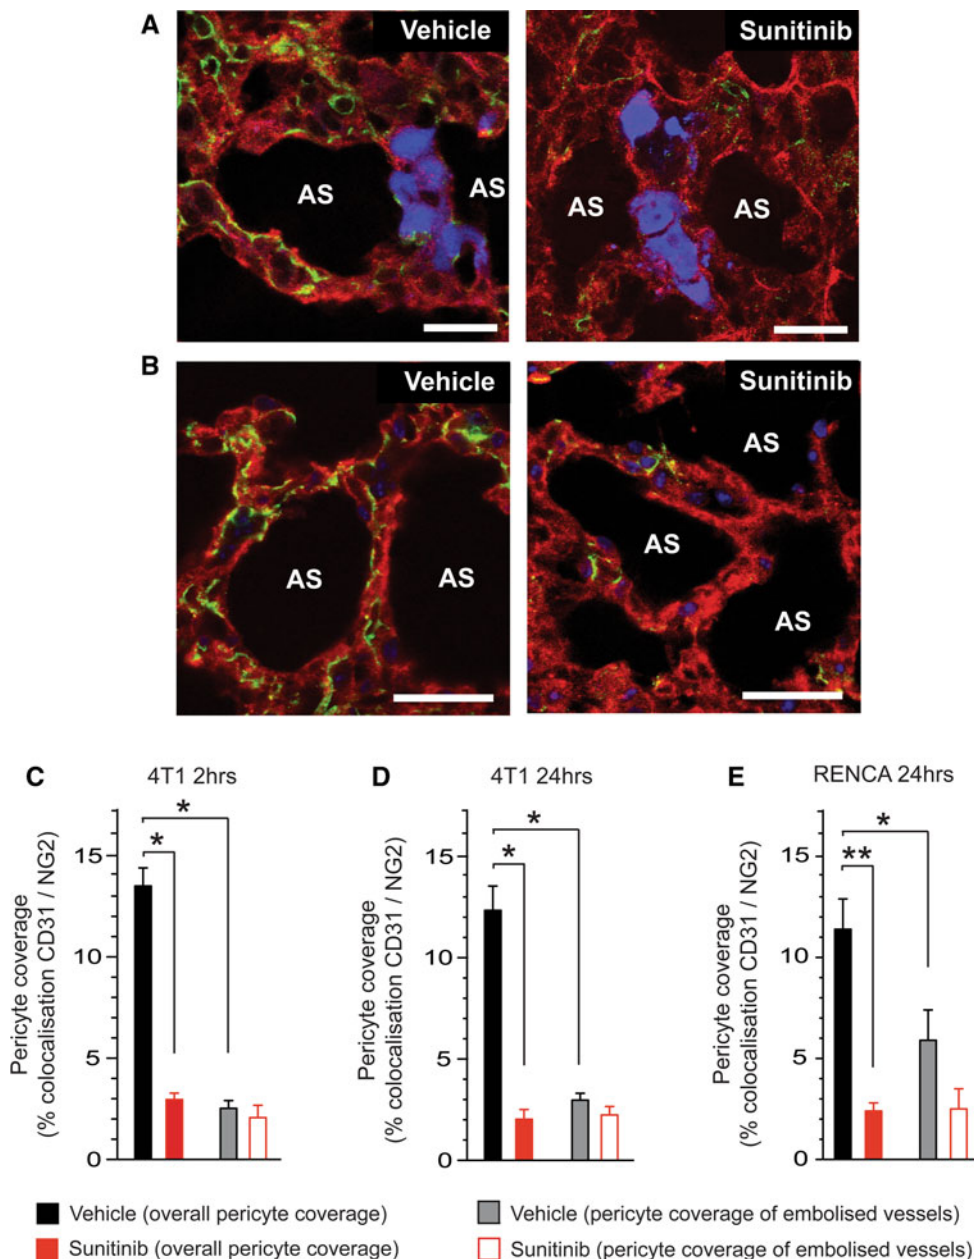 A
Vehicle
Sunitinib
AS
AS
AS
AS
B
Vehicle
Sunitinib
AS
AS
AS
AS
AS
C
4T1 2hrs
Pericyte coverage
(% colocalisation CD31 / NG2)
15
10
5
0
*
*
D
4T1 24hrs
Pericyte coverage
(% colocalisation CD31 / NG2)
15
10
5
0
*
*
E
RENCA 24hrs
Pericyte coverage
(% colocalisation CD31 / NG2)
15
10
5
0
*
**
Vehicle (overall pericyte coverage)
Sunitinib (overall pericyte coverage)
Vehicle (pericyte coverage of embolised vessels)
Sunitinib (pericyte coverage of embolised vessels)